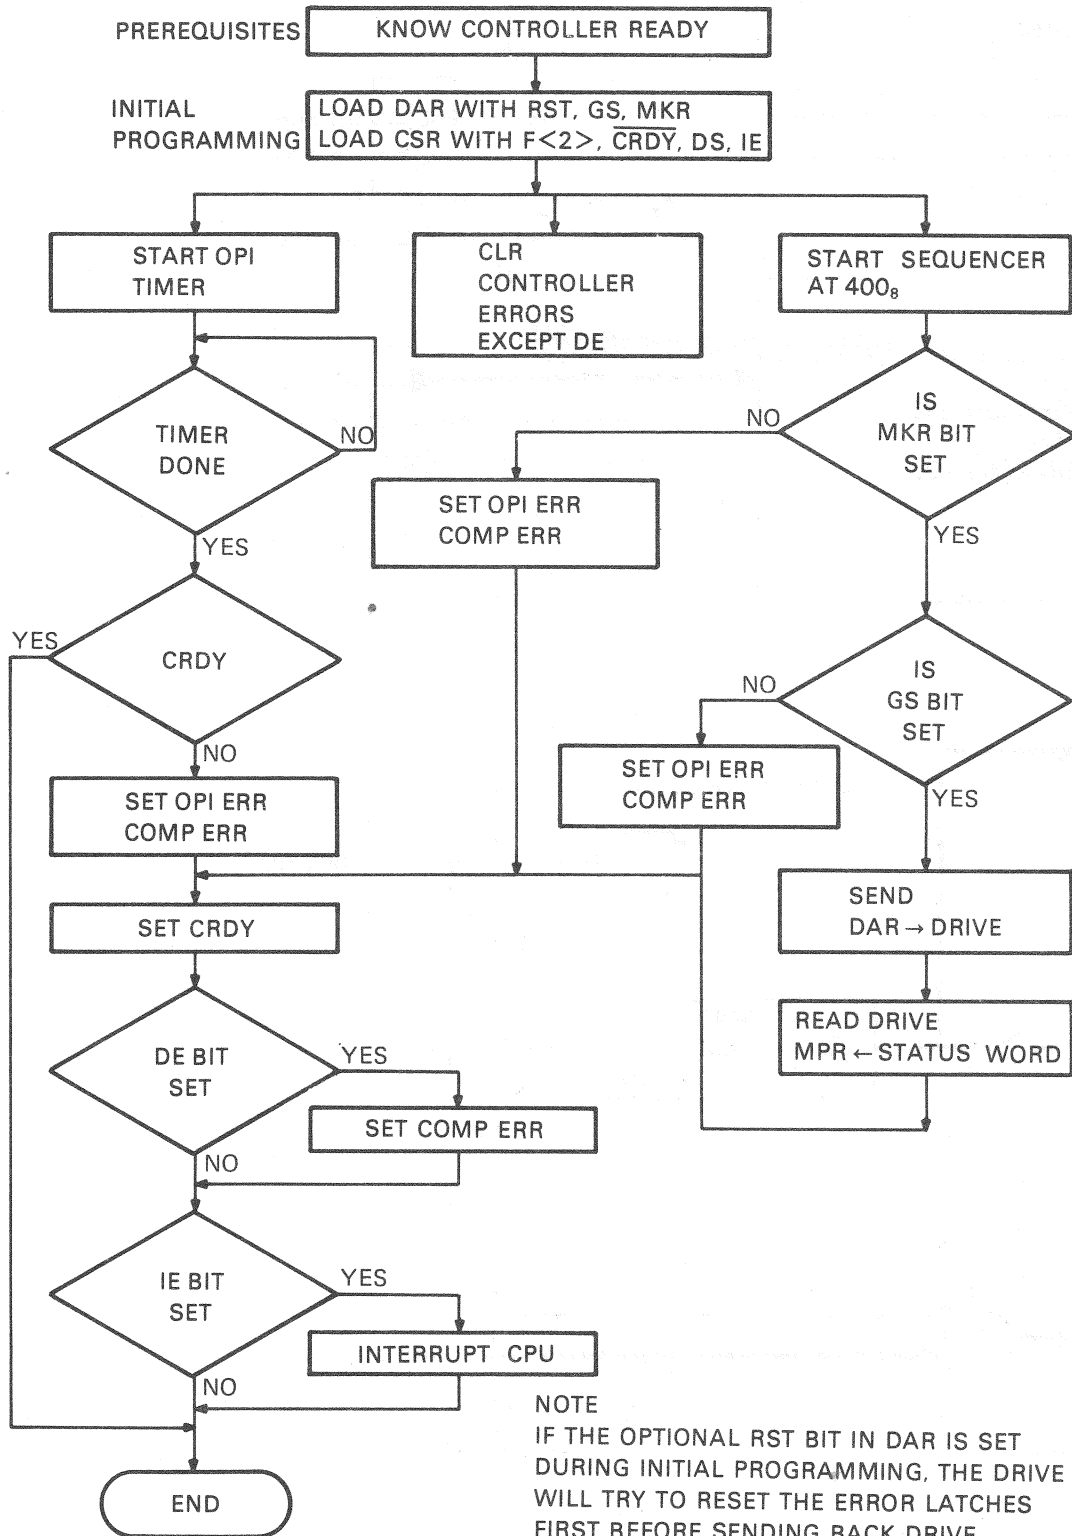 PREREQUISITES
KNOW CONTROLLER READY
INITIAL
PROGRAMMING
LOAD DAR WITH RST, GS, MKR
LOAD CSR WITH F<2>, C̅R̅D̅Y̅, DS, IE
START OPI
TIMER
CLR
CONTROLLER
ERRORS
EXCEPT DE
START SEQUENCER
AT 400₈
TIMER
DONE
NO
YES
IS
MKR BIT
SET
NO
YES
SET OPI ERR
COMP ERR
CRDY
YES
NO
IS
GS BIT
SET
NO
YES
SET OPI ERR
COMP ERR
SET OPI ERR
COMP ERR
SEND
DAR → DRIVE
SET CRDY
READ DRIVE
MPR ← STATUS WORD
DE BIT
SET
YES
SET COMP ERR
NO
IE BIT
SET
YES
INTERRUPT CPU
NO
END
NOTE
IF THE OPTIONAL RST BIT IN DAR IS SET
DURING INITIAL PROGRAMMING, THE DRIVE
WILL TRY TO RESET THE ERROR LATCHES
FIRST BEFORE SENDING BACK DRIVE